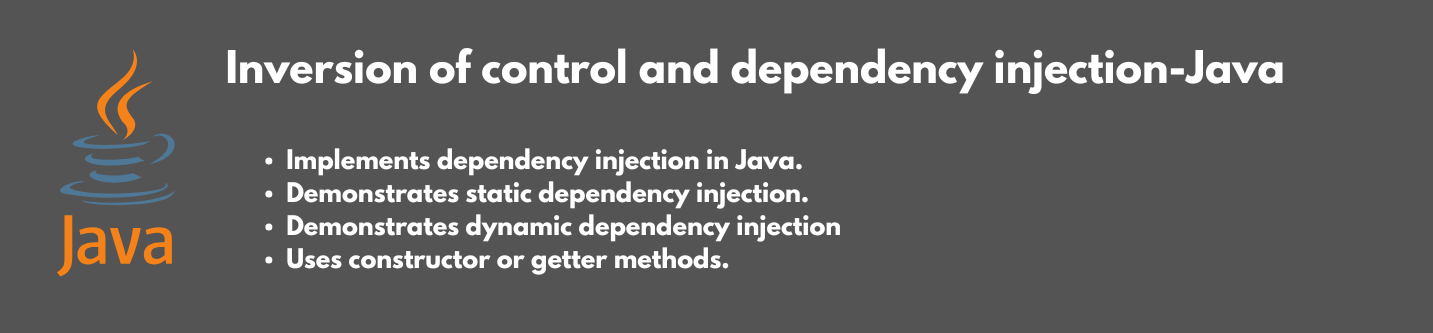 Inversion of control and dependency injection-Java
• Implements dependency injection in Java.
• Demonstrates static dependency injection.
• Demonstrates dynamic dependency injection
• Uses constructor or getter methods.
Java